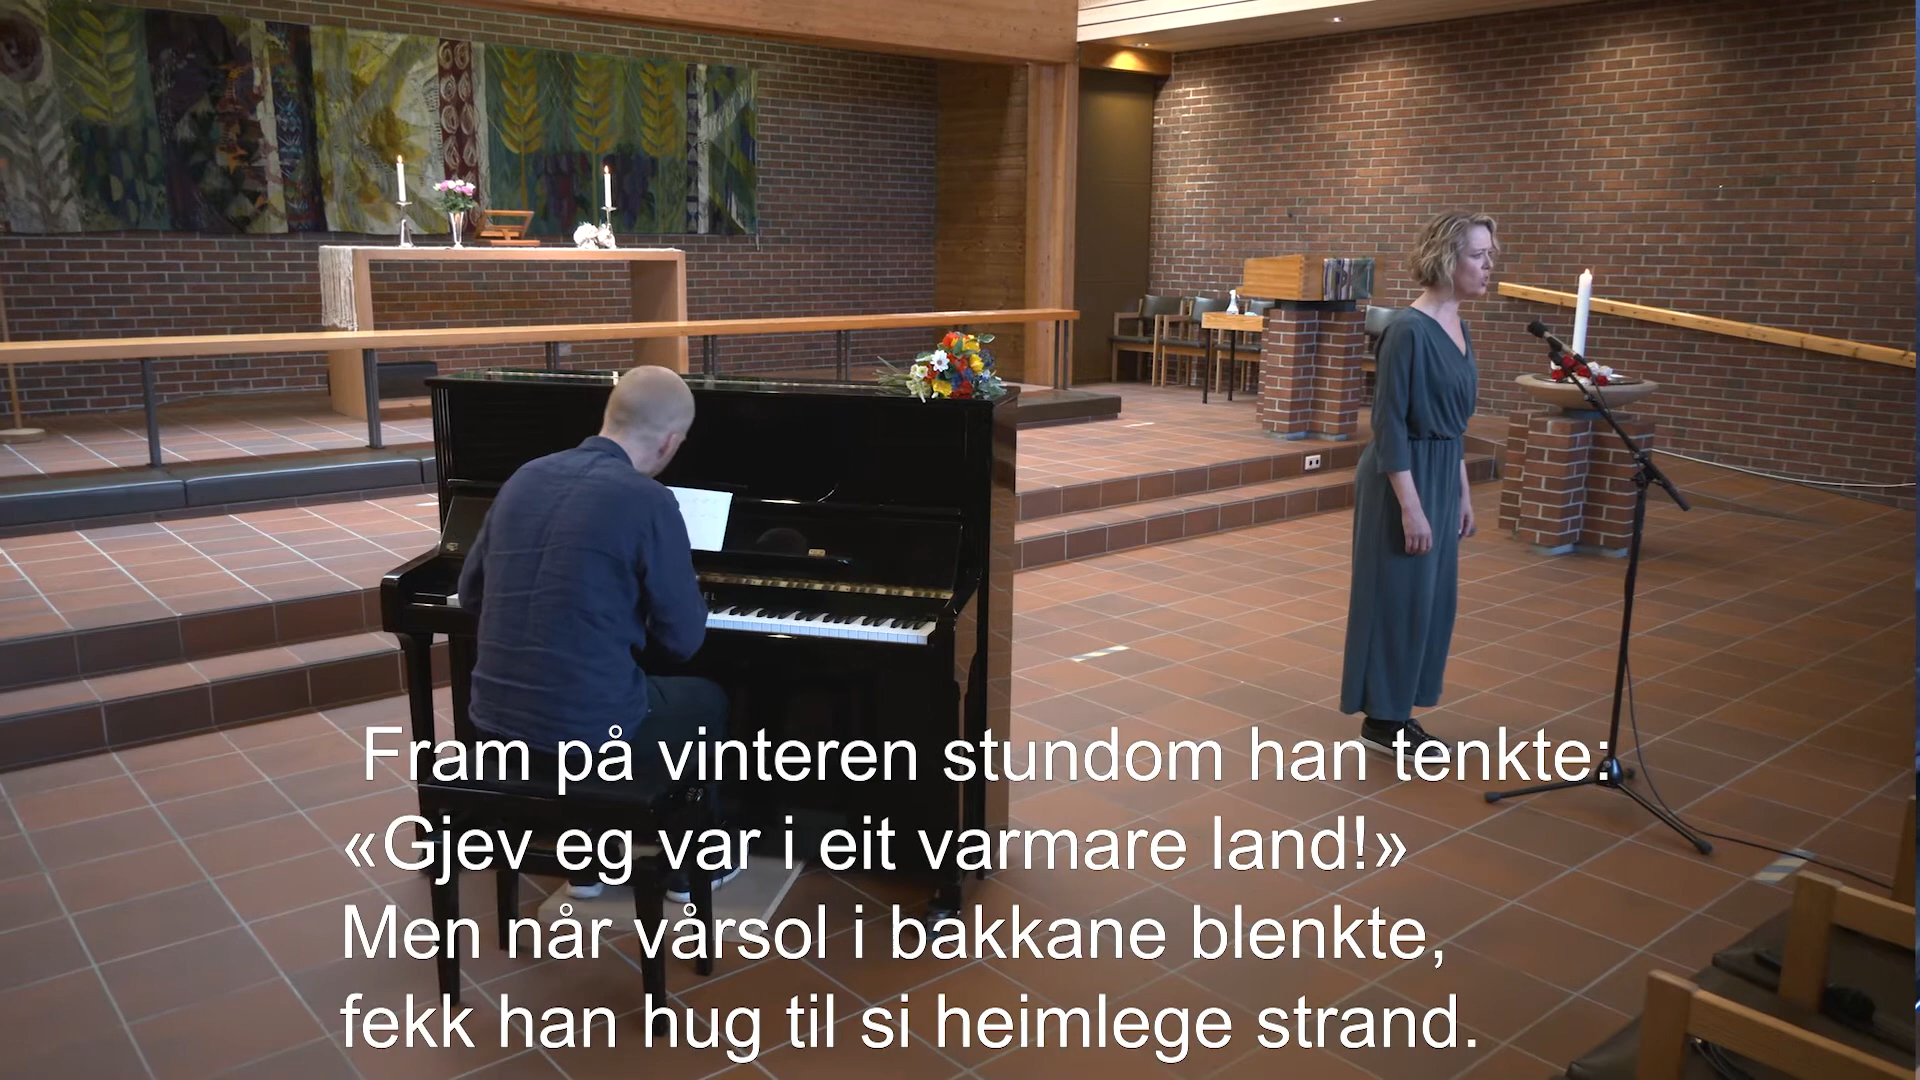 Fram på vinteren stundom han tenkte:
«Gjev eg var i eit varmare land!»
Men når vårsol i bakkane blenkte,
fekk han hug til si heimlege strand.